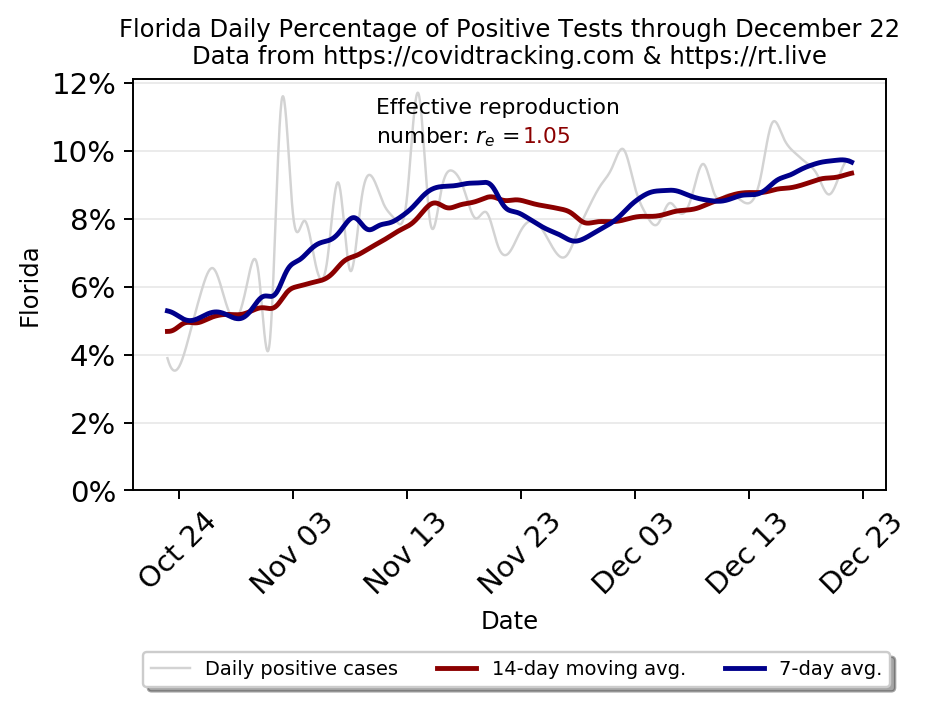 Florida Daily Percentage of Positive Tests through December 22
Data from https://covidtracking.com & https://rt.live
12%
Effective reproduction
number: rₑ =1.05
10%
8%
6%
4%
2%
0%
Florida
Oct 24
Nov 03
Nov 13
Nov 23
Dec 03
Dec 13
Dec 23
Date
Daily positive cases
14-day moving avg.
7-day avg.